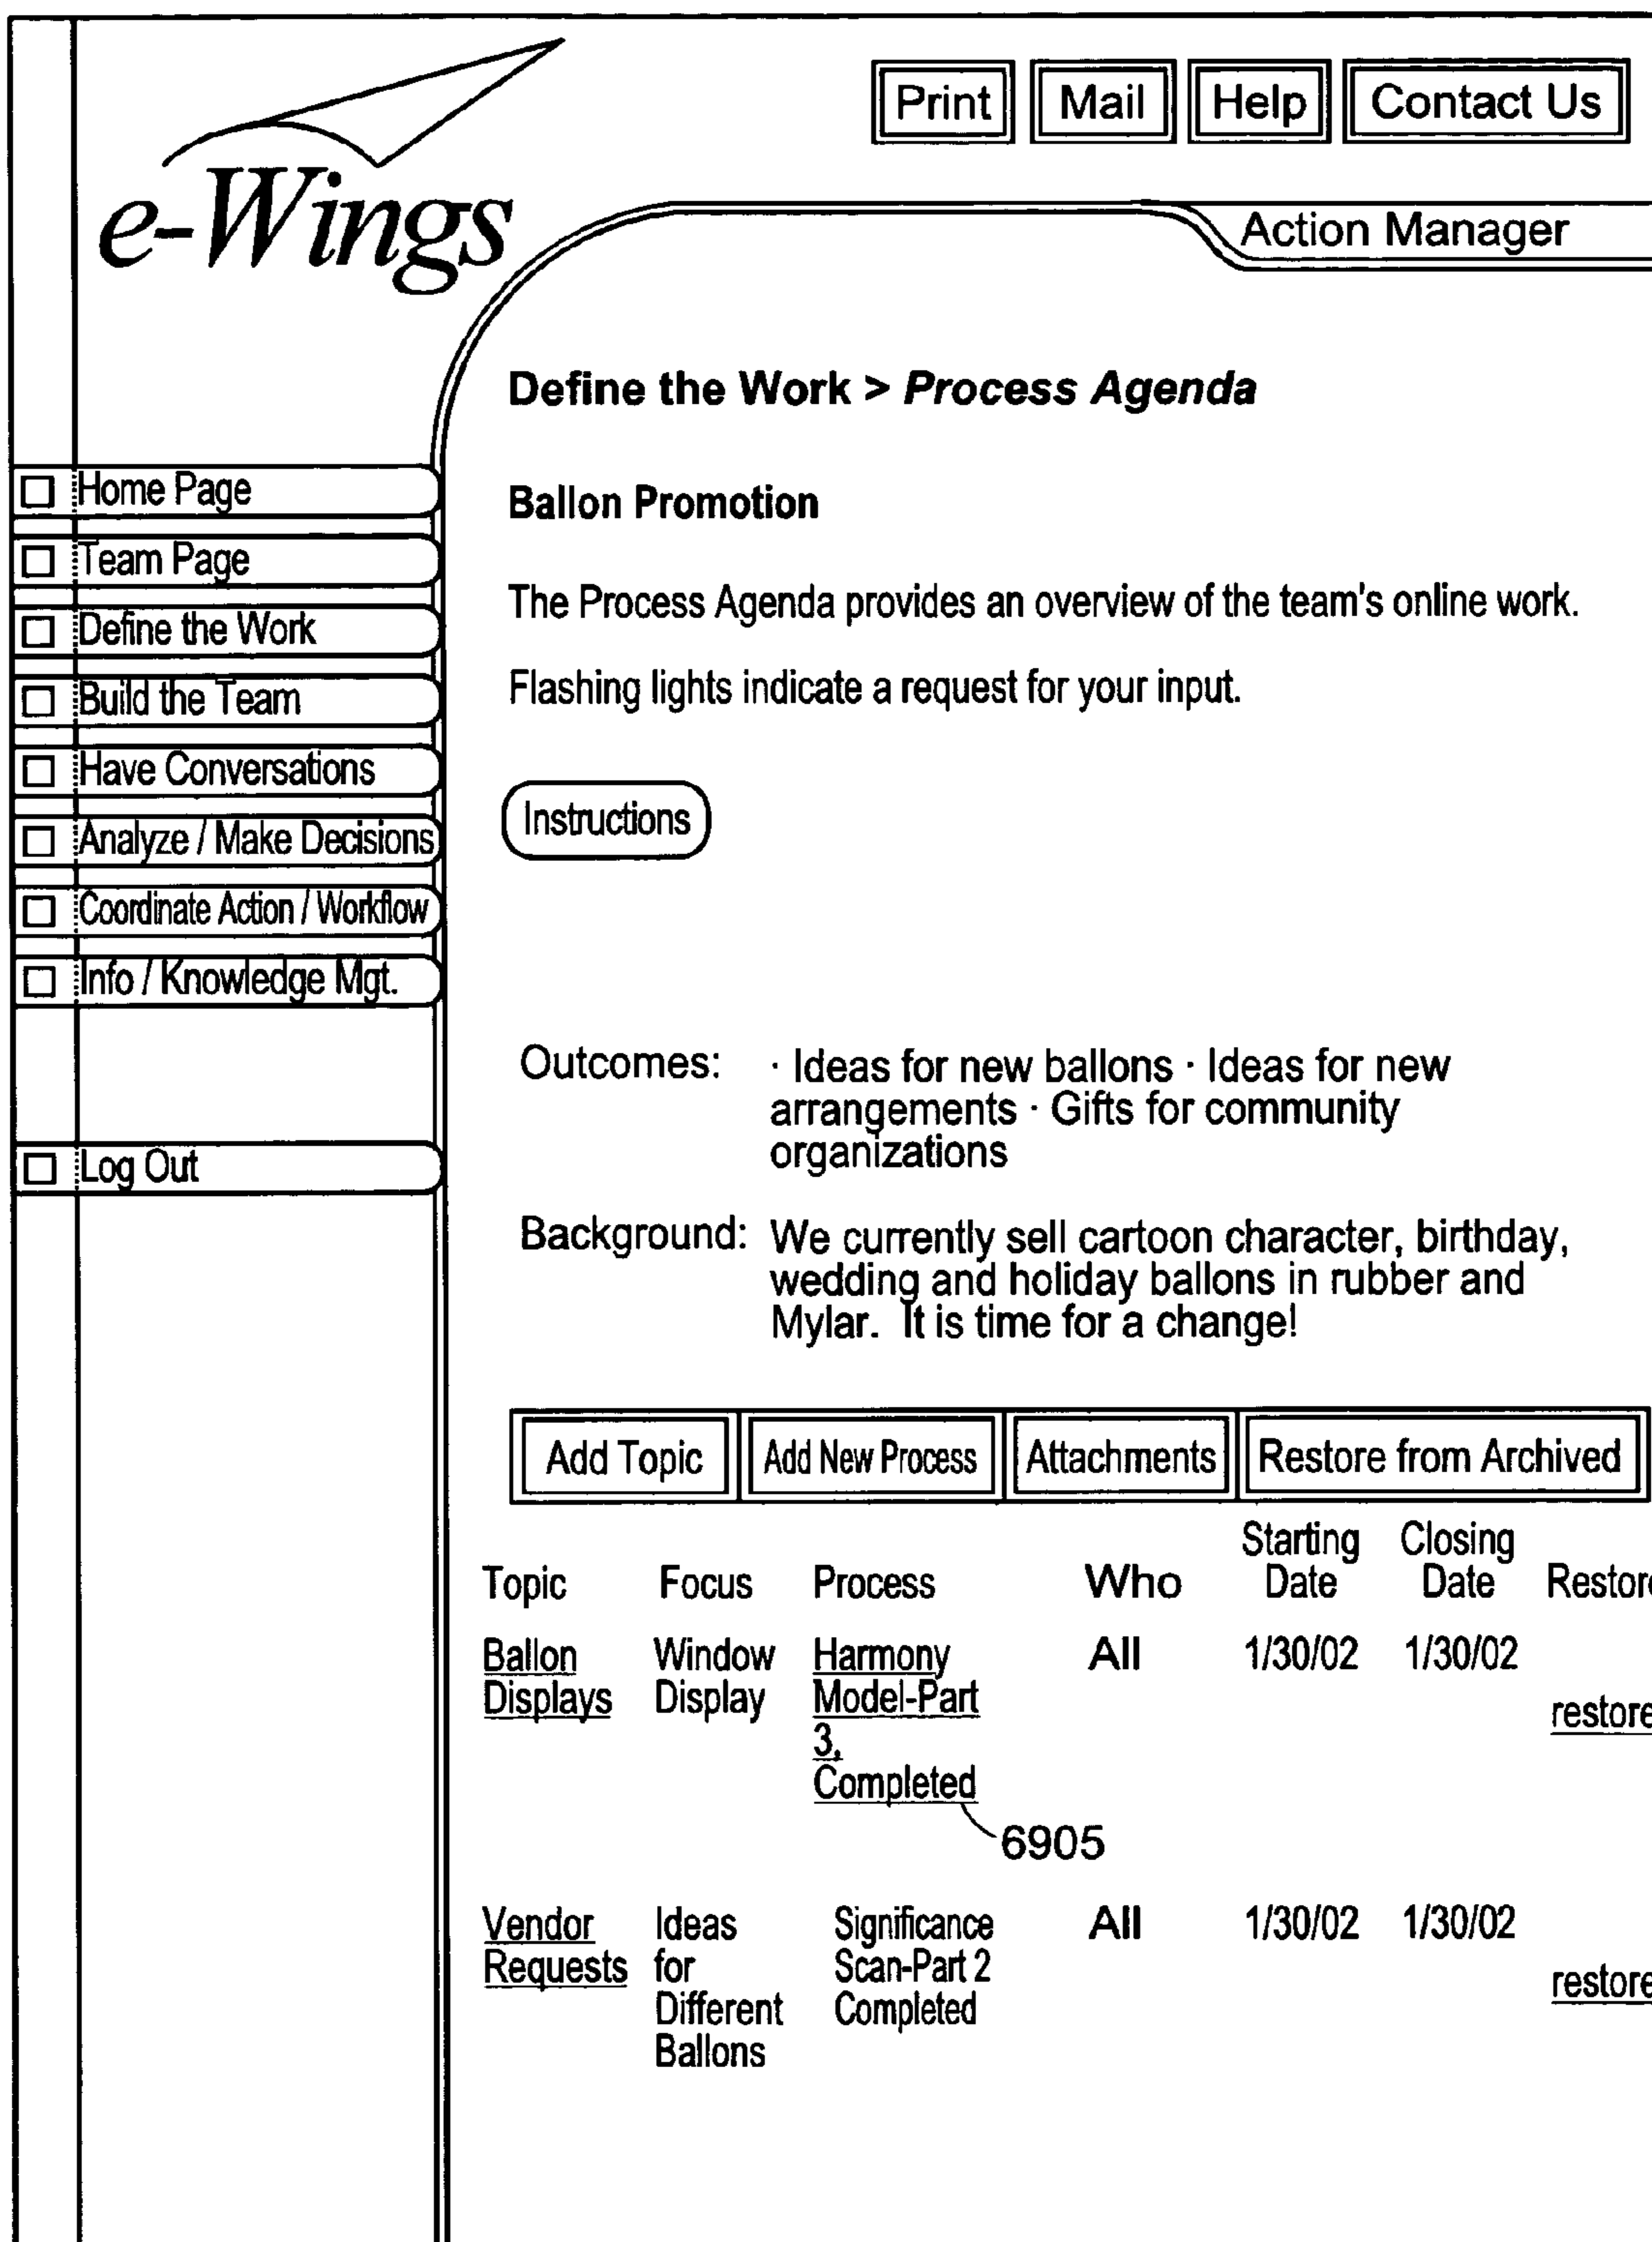 Print Mail Help Contact Us
e-Wings
Action Manager
Define the Work > Process Agenda
Home Page
Team Page
Define the Work
Build the Team
Have Conversations
Analyze / Make Decisions
Coordinate Action / Workflow
Info / Knowledge Mgt.
Log Out
Ballon Promotion
The Process Agenda provides an overview of the team's online work.
Flashing lights indicate a request for your input.
Instructions
Outcomes: · Ideas for new ballons · Ideas for new
arrangements · Gifts for community
organizations
Background: We currently sell cartoon character, birthday,
wedding and holiday ballons in rubber and
Mylar. It is time for a change!
Add Topic Add New Process Attachments Restore from Archived
Starting Closing
Topic Focus Process Who Date Date Restore
Ballon Window Harmony All 1/30/02 1/30/02
Displays Display Model-Part restore
3,
Completed
6905
Vendor Ideas Significance All 1/30/02 1/30/02
Requests for Scan-Part 2 restore
Different Completed
Ballons